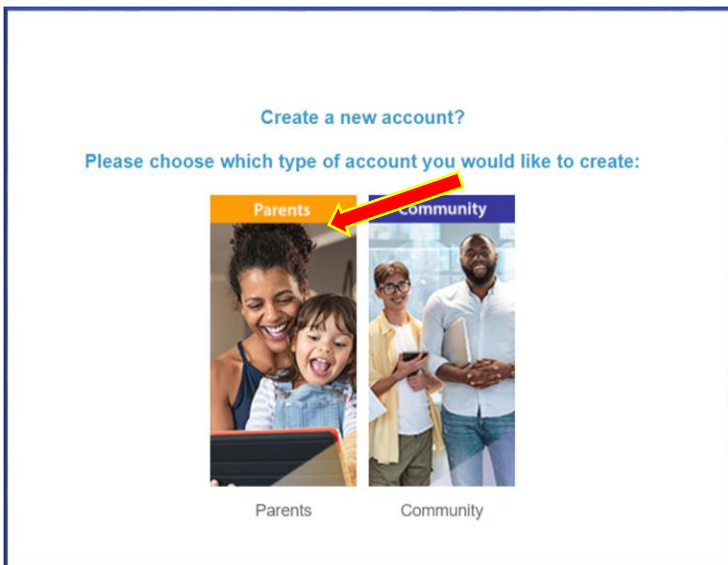 Create a new account?
Please choose which type of account you would like to create:
Parents
Community
Parents
Community